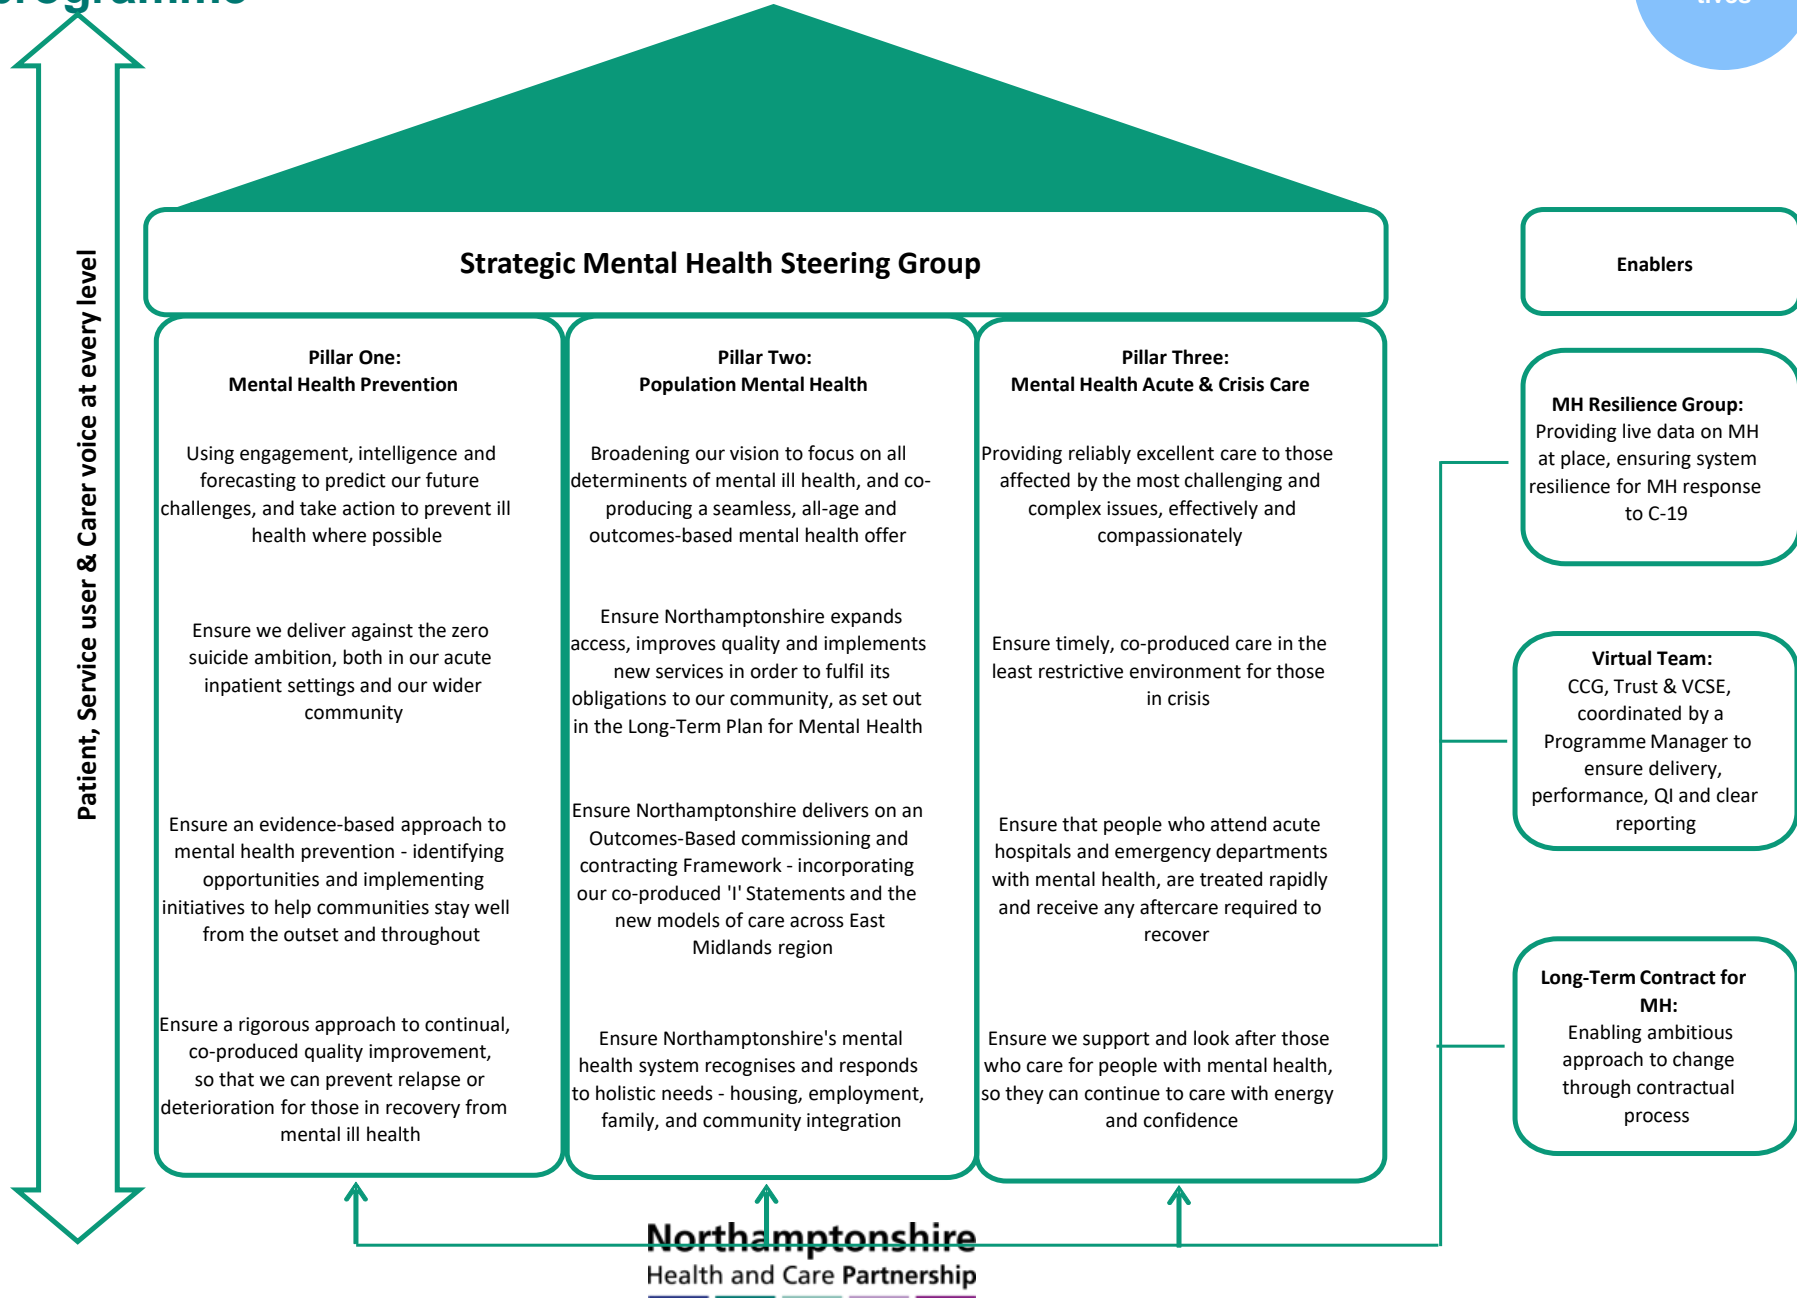 programme
lives
Patient, Service user & Carer voice at every level
Strategic Mental Health Steering Group
Pillar One:
Mental Health Prevention
Using engagement, intelligence and
forecasting to predict our future
challenges, and take action to prevent ill
health where possible
Ensure we deliver against the zero
suicide ambition, both in our acute
inpatient settings and our wider
community
Ensure an evidence-based approach to
mental health prevention - identifying
opportunities and implementing
initiatives to help communities stay well
from the outset and throughout
Ensure a rigorous approach to continual,
co-produced quality improvement,
so that we can prevent relapse or
deterioration for those in recovery from
mental ill health
Pillar Two:
Population Mental Health
Broadening our vision to focus on all
determinents of mental ill health, and co-
producing a seamless, all-age and
outcomes-based mental health offer
Ensure Northamptonshire expands
access, improves quality and implements
new services in order to fulfil its
obligations to our community, as set out
in the Long-Term Plan for Mental Health
Ensure Northamptonshire delivers on an
Outcomes-Based commissioning and
contracting Framework - incorporating
our co-produced 'I' Statements and the
new models of care across East
Midlands region
Ensure Northamptonshire's mental
health system recognises and responds
to holistic needs - housing, employment,
family, and community integration
Pillar Three:
Mental Health Acute & Crisis Care
Providing reliably excellent care to those
affected by the most challenging and
complex issues, effectively and
compassionately
Ensure timely, co-produced care in the
least restrictive environment for those
in crisis
Ensure that people who attend acute
hospitals and emergency departments
with mental health, are treated rapidly
and receive any aftercare required to
recover
Ensure we support and look after those
who care for people with mental health,
so they can continue to care with energy
and confidence
Enablers
MH Resilience Group:
Providing live data on MH
at place, ensuring system
resilience for MH response
to C-19
Virtual Team:
CCG, Trust & VCSE,
coordinated by a
Programme Manager to
ensure delivery,
performance, QI and clear
reporting
Long-Term Contract for
MH:
Enabling ambitious
approach to change
through contractual
process
Northamptonshire
Health and Care Partnership